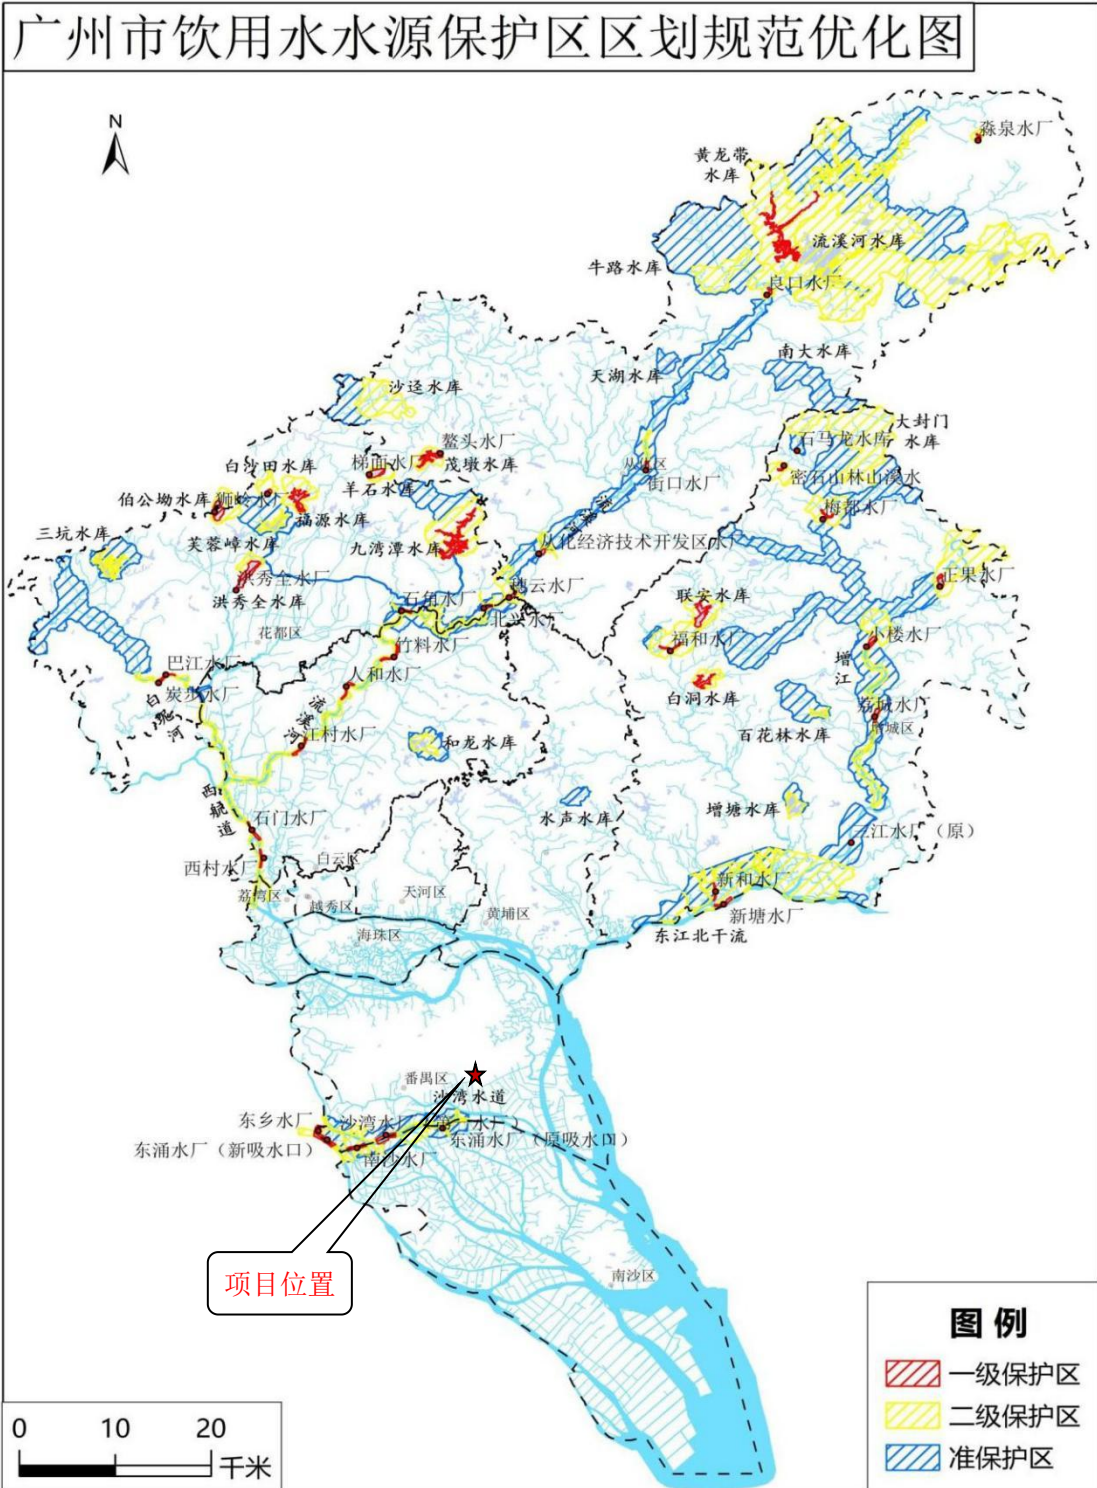 广州市饮用水水源保护区区划规范优化图
N
淼泉水厂
黄龙带
水库
流溪河水库
牛路水库
良口水厂
南大水库
天湖水库
沙迳水库
大封门
水库
石马龙水库
鳌头水厂
梯面水厂
茂墩水库
从化区
街口水厂
密石山林山溪水
白沙田水库
羊石水库
伯公坳水库
狮岭水厂
福源水库
梅都水厂
三坑水库
芙蓉嶂水库
九湾潭水库
流溪河
从化经济技术开发区水厂
洪秀全水厂
洪秀全水库
正果水厂
穗云水厂
联安水库
石角水厂
北兴水厂
花都区
竹料水厂
福和水厂
小楼水厂
巴江水厂
人和水厂
增江
炭步水厂
白坭河
白洞水库
流溪河
荔城水厂
增城区
江村水厂
和龙水库
百花林水库
西航道
增塘水库
水声水库
石门水厂
三江水厂（原）
西村水厂
白云区
新和水厂
荔湾区
越秀区
天河区
黄埔区
新塘水厂
海珠区
东江北干流
番禺区
沙湾水道
东乡水厂
沙湾水厂
东涌水厂（新吸水口）
东涌水厂（原吸水口）
南沙水厂
项目位置
南沙区
图例
一级保护区
二级保护区
准保护区
0 10 20
千米